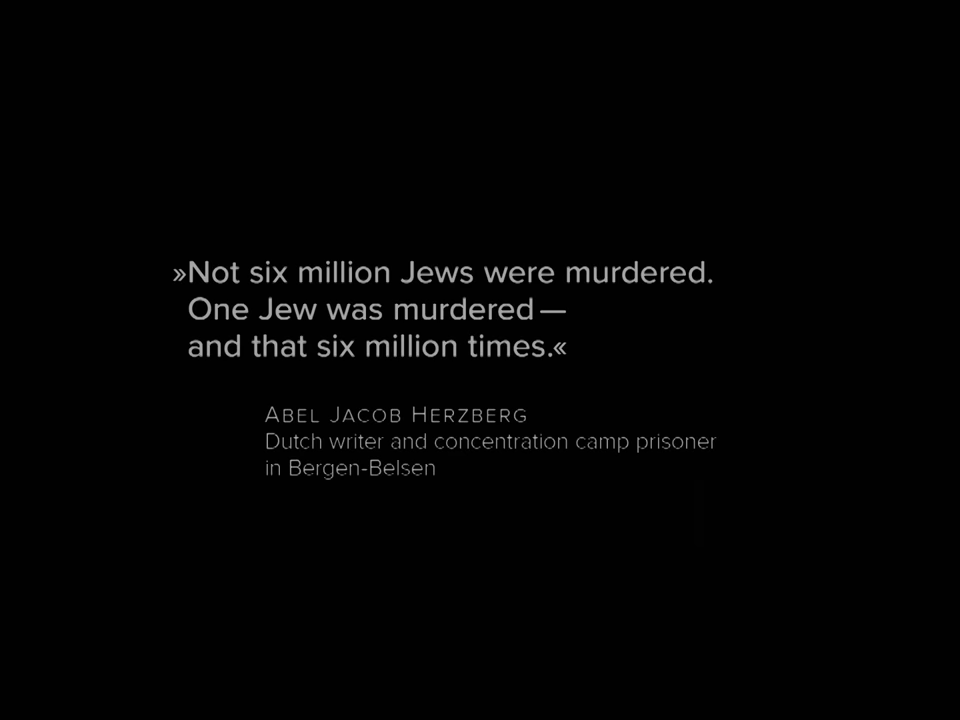 »Not six million Jews were murdered.
One Jew was murdered —
and that six million times.«
ABEL JACOB HERZBERG
Dutch writer and concentration camp prisoner
in Bergen-Belsen